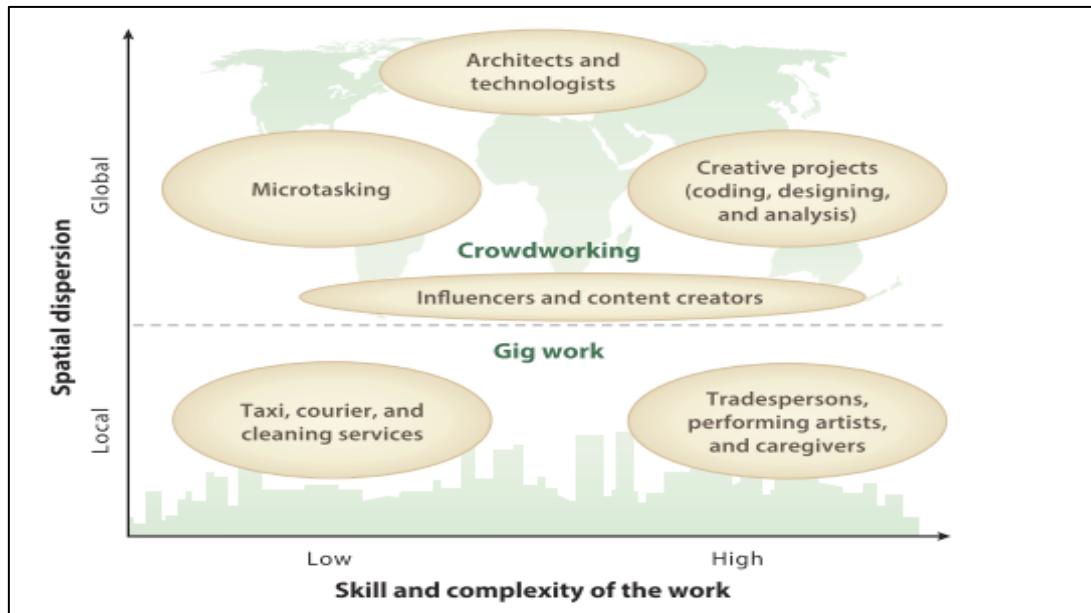 Architects and
technologists
Microtasking
Creative projects
(coding, designing,
and analysis)
Crowdworking
Influencers and content creators
Gig work
Taxi, courier, and
cleaning services
Tradespersons,
performing artists,
and caregivers
Spatial dispersion
Global
Local
Low
High
Skill and complexity of the work